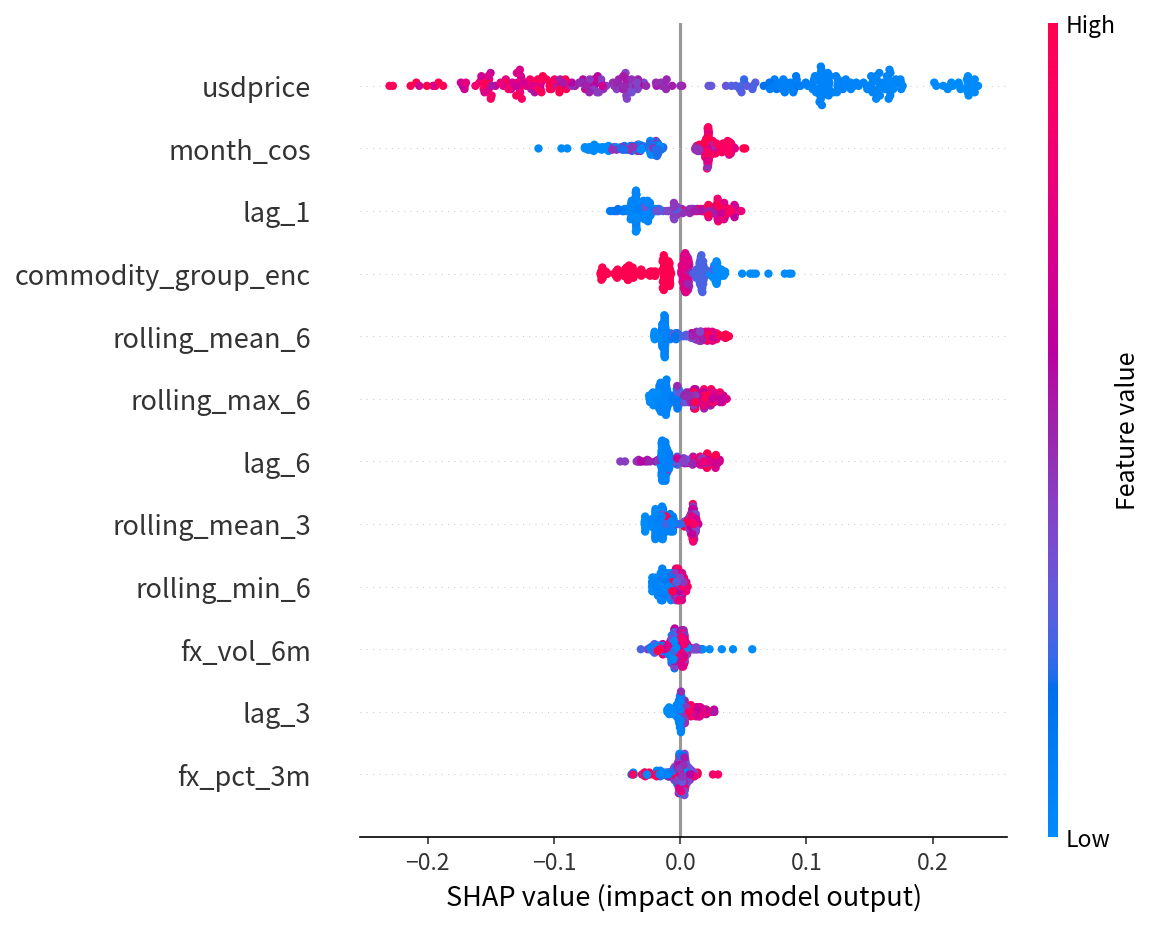 High
usdprice
month_cos
lag_1
commodity_group_enc
rolling_mean_6
rolling_max_6
lag_6
rolling_mean_3
rolling_min_6
fx_vol_6m
lag_3
fx_pct_3m
Feature value
Low
−0.2 −0.1 0.0 0.1 0.2
SHAP value (impact on model output)